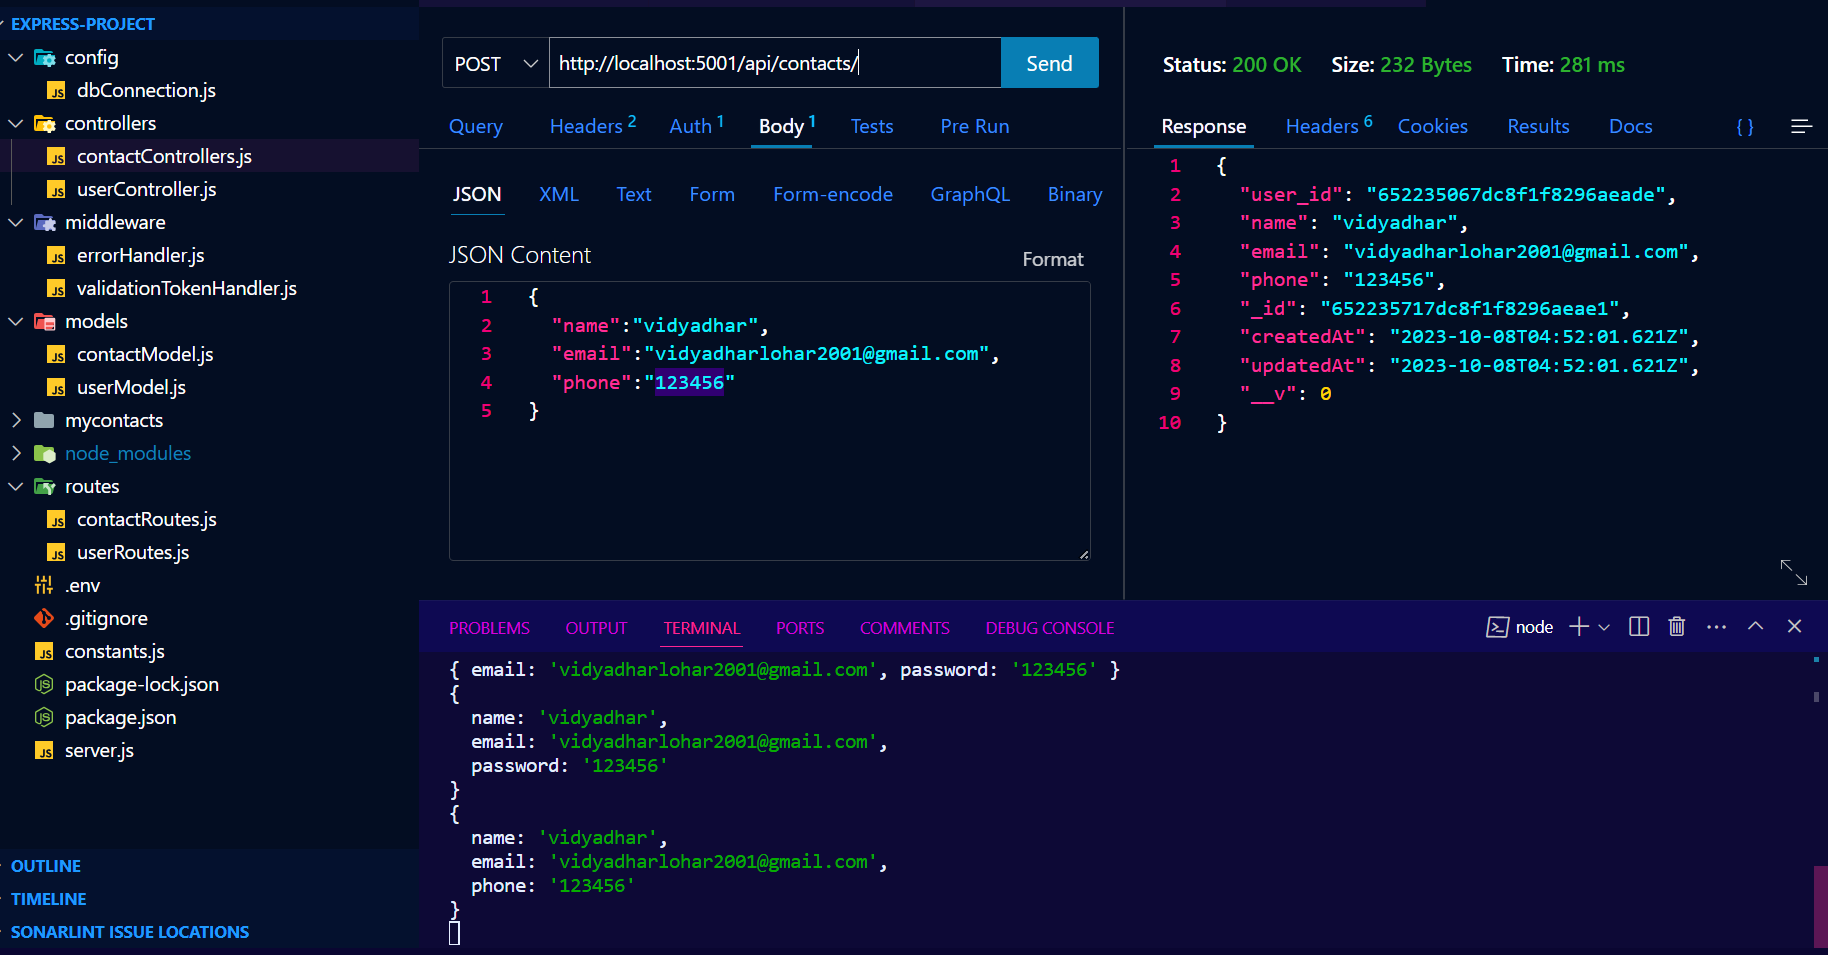 EXPRESS-PROJECT
config
dbConnection.js
controllers
contactControllers.js
userController.js
middleware
errorHandler.js
validationTokenHandler.js
models
contactModel.js
userModel.js
mycontacts
node_modules
routes
contactRoutes.js
userRoutes.js
.env
.gitignore
constants.js
package-lock.json
package.json
server.js
OUTLINE
TIMELINE
SONARLINT ISSUE LOCATIONS
POST http://localhost:5001/api/contacts/ Send
Query Headers 2 Auth 1 Body 1 Tests Pre Run
JSON XML Text Form Form-encode GraphQL Binary
JSON Content Format
1 {
2 "name":"vidyadhar",
3 "email":"vidyadharlohar2001@gmail.com",
4 "phone":"123456"
5 }
Status: 200 OK Size: 232 Bytes Time: 281 ms
Response Headers 6 Cookies Results Docs { }
1 {
2 "user_id": "652235067dc8f1f8296aeade",
3 "name": "vidyadhar",
4 "email": "vidyadharlohar2001@gmail.com",
5 "phone": "123456",
6 "_id": "652235717dc8f1f8296aeae1",
7 "createdAt": "2023-10-08T04:52:01.621Z",
8 "updatedAt": "2023-10-08T04:52:01.621Z",
9 "__v": 0
10 }
PROBLEMS OUTPUT TERMINAL PORTS COMMENTS DEBUG CONSOLE node
{ email: 'vidyadharlohar2001@gmail.com', password: '123456' }
{
name: 'vidyadhar',
email: 'vidyadharlohar2001@gmail.com',
password: '123456'
}
{
name: 'vidyadhar',
email: 'vidyadharlohar2001@gmail.com',
phone: '123456'
}